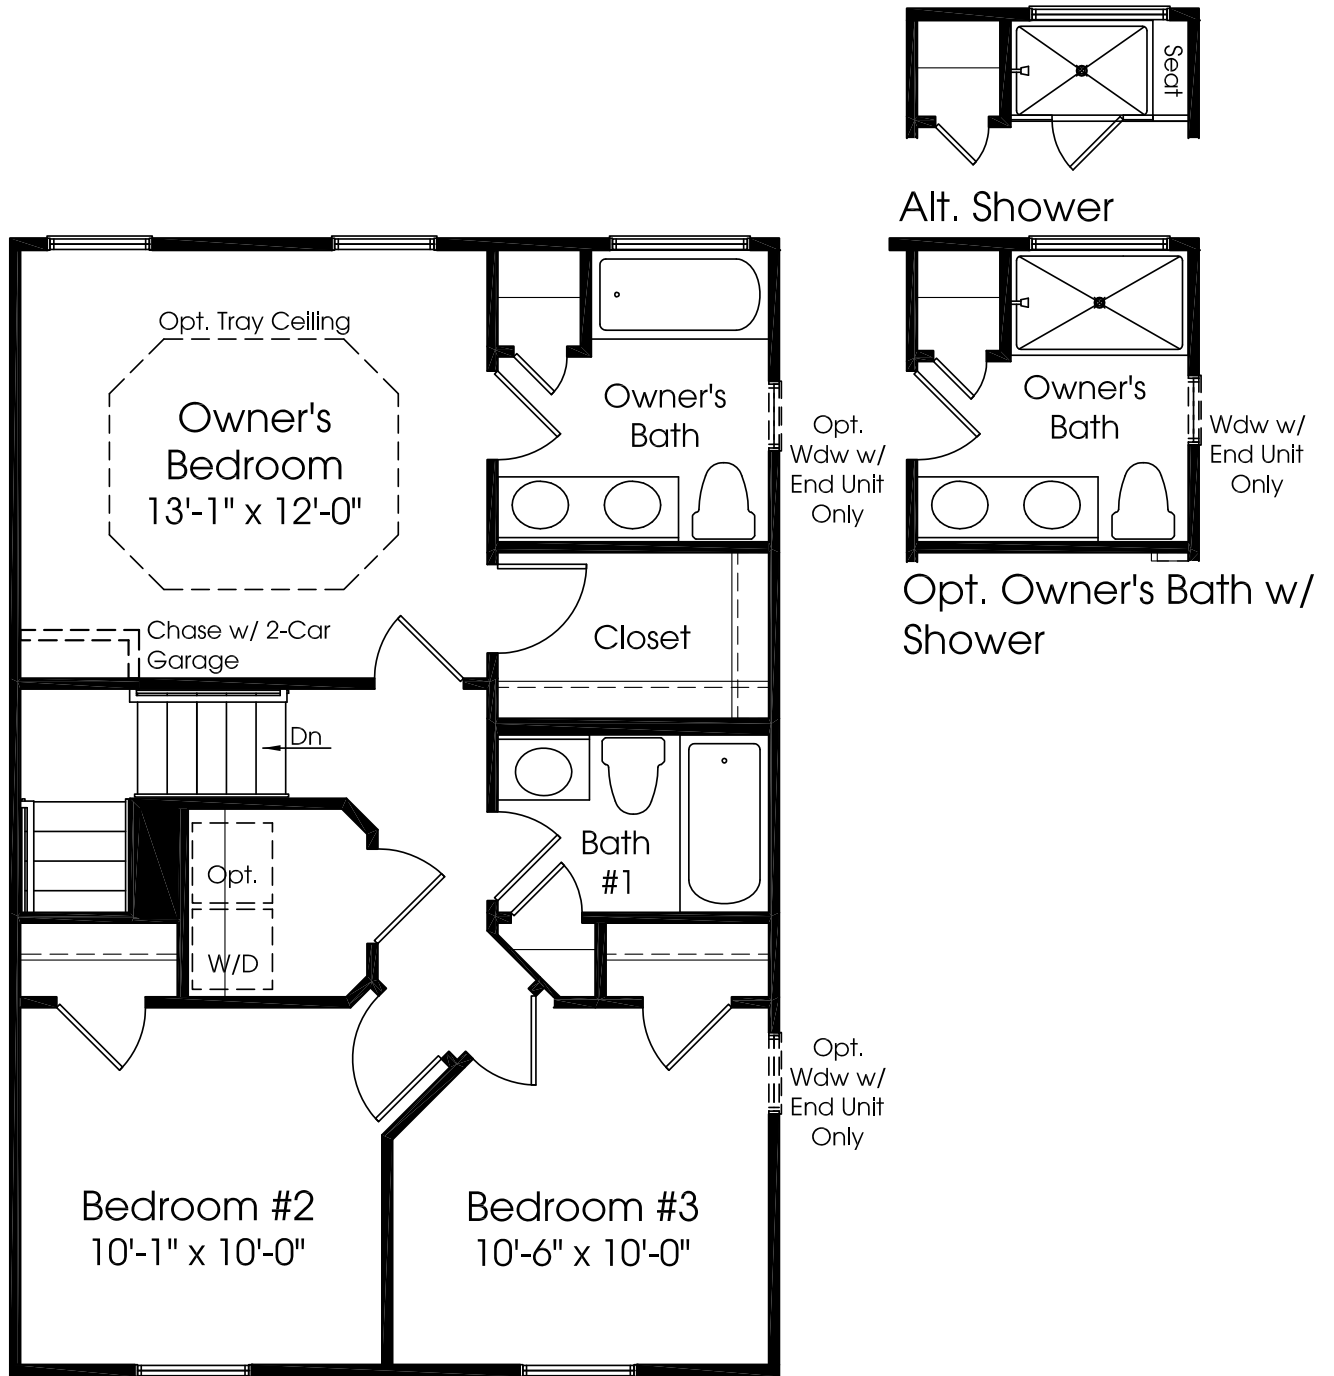 Seat
Alt. Shower
Opt. Tray Ceiling
Owner's
Bedroom
13'-1" x 12'-0"
Owner's
Bath
Opt.
Wdw w/
End Unit
Only
Owner's
Bath
Wdw w/
End Unit
Only
Opt. Owner's Bath w/
Shower
Chase w/ 2-Car
Garage
Closet
Dn
Bath
#1
Opt.
W/D
Opt.
Wdw w/
End Unit
Only
Bedroom #2
10'-1" x 10'-0"
Bedroom #3
10'-6" x 10'-0"